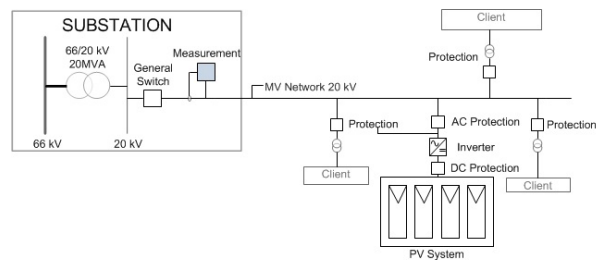 SUBSTATION
66/20 kV
20MVA
General
Switch
Measurement
66 kV
20 kV
MV Network 20 kV
Client
Protection
Protection
Client
AC Protection
Inverter
DC Protection
PV System
Protection
Client